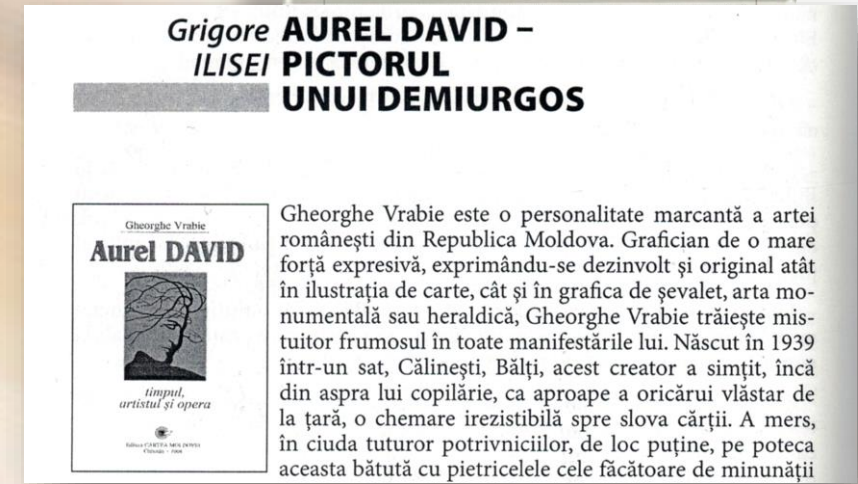 Grigore AUREL DAVID –
ILISEI PICTORUL
UNUI DEMIURGOS
Gheorghe Vrabie
Aurel DAVID
timpul,
artistul și opera
Gheorghe Vrabie este o personalitate marcantă a artei
românești din Republica Moldova. Grafician de o mare
forță expresivă, exprimându-se dezinvolt și original atât
în ilustrația de carte, cât și în grafica de șevalet, arta mo-
numentală sau heraldică, Gheorghe Vrabie trăiește mis-
tuitor frumosul în toate manifestările lui. Născut în 1939
într-un sat, Călinești, Bălți, acest creator a simțit, încă
din aspra lui copilărie, ca aproape a oricărui vlăstar de
la țară, o chemare irezistibilă spre slova cărții. A mers,
în ciuda tuturor potrivniciilor, de loc puține, pe poteca
aceasta bătută cu pietricelele cele făcătoare de minunății